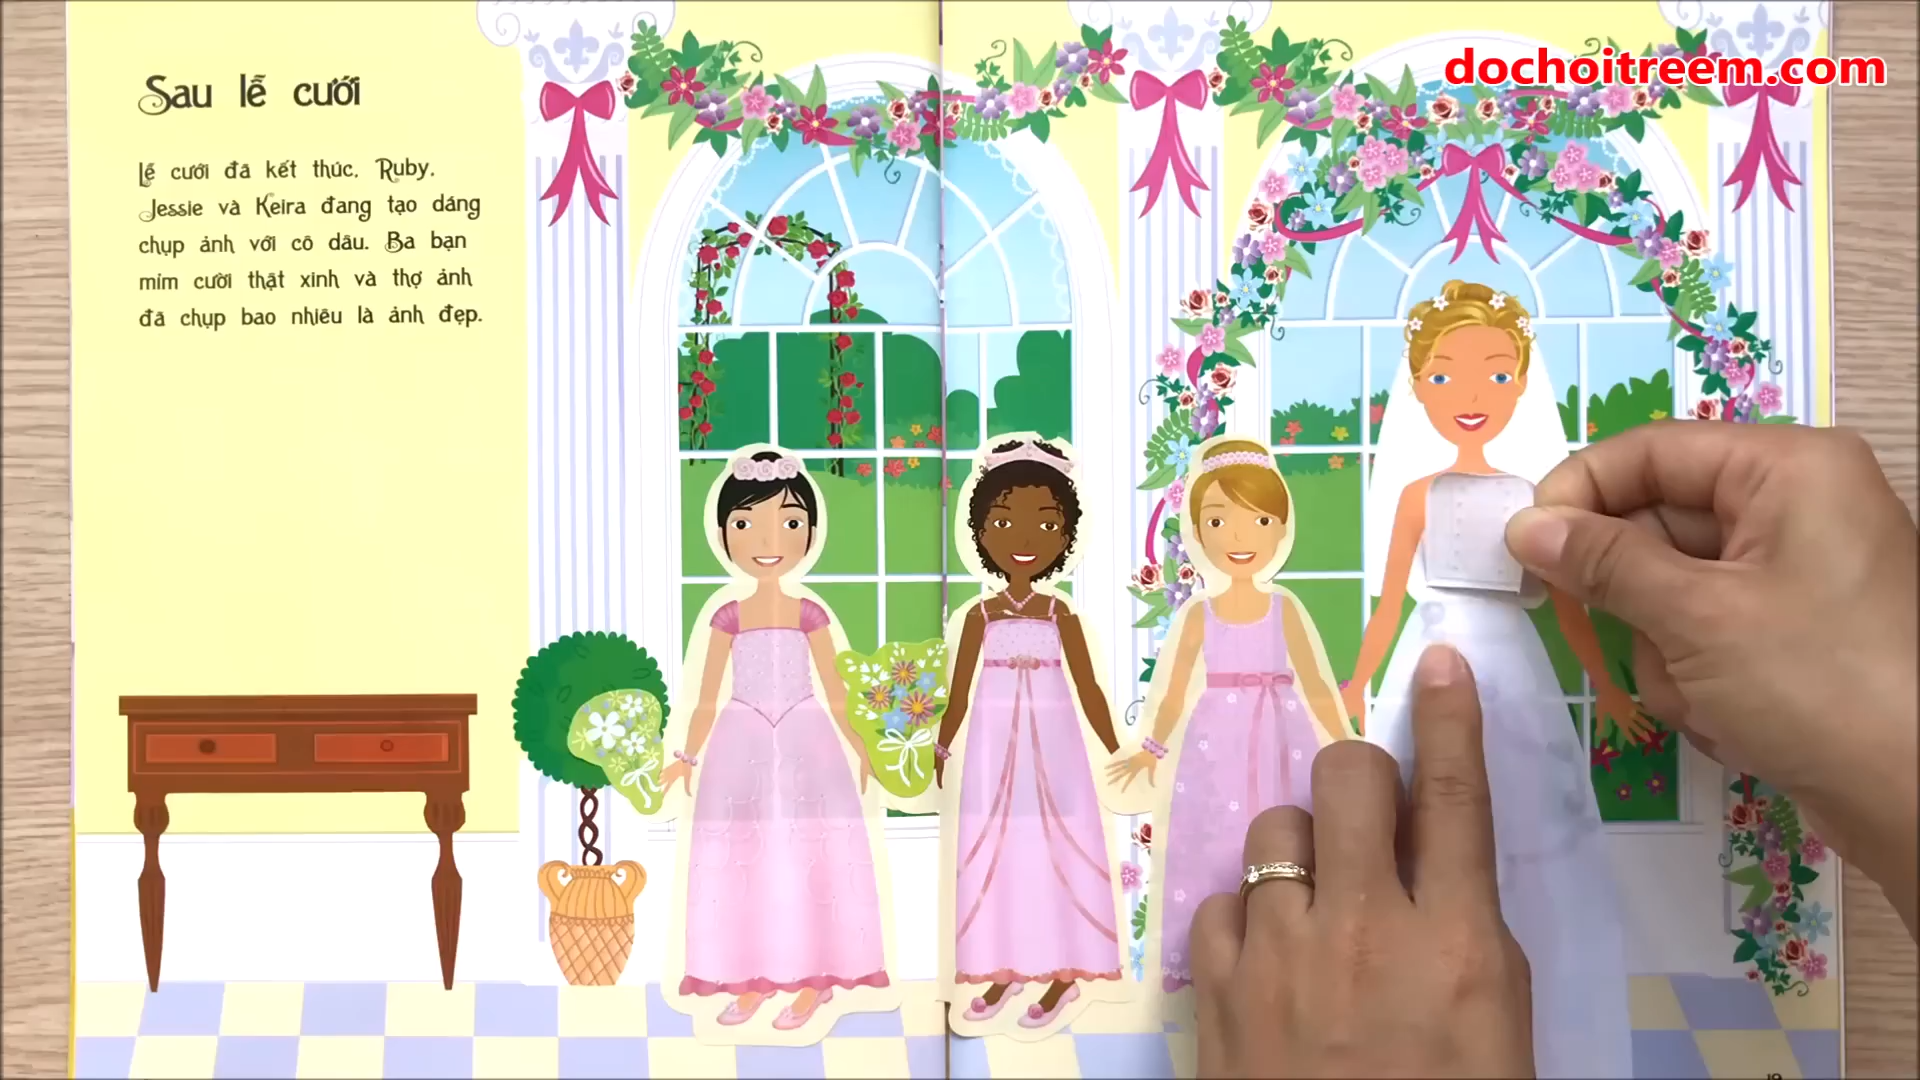 dochoitreem.com
Sau lễ cưới
Lễ cưới đã kết thúc. Ruby.
Jessie và Keira đang tạo dáng
chụp ảnh với cô dâu. Ba bạn
mỉm cười thật xinh và thợ ảnh
đã chụp bao nhiêu là ảnh đẹp.
19